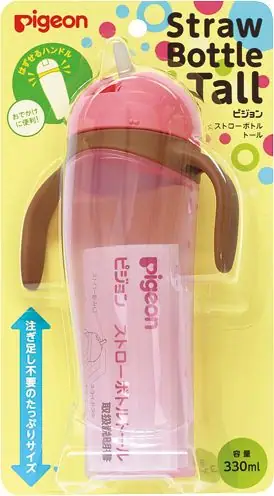 Pigeon
Straw
Bottle
Tall
ピジョン
ストローボトル
トール
はずせるハンドル
おでかけ
に便利!
注ぎ足し不要のたっぷりサイズ
Pigeon
ピジョン
ストローボトルトール
取扱説明書
容量
330ml